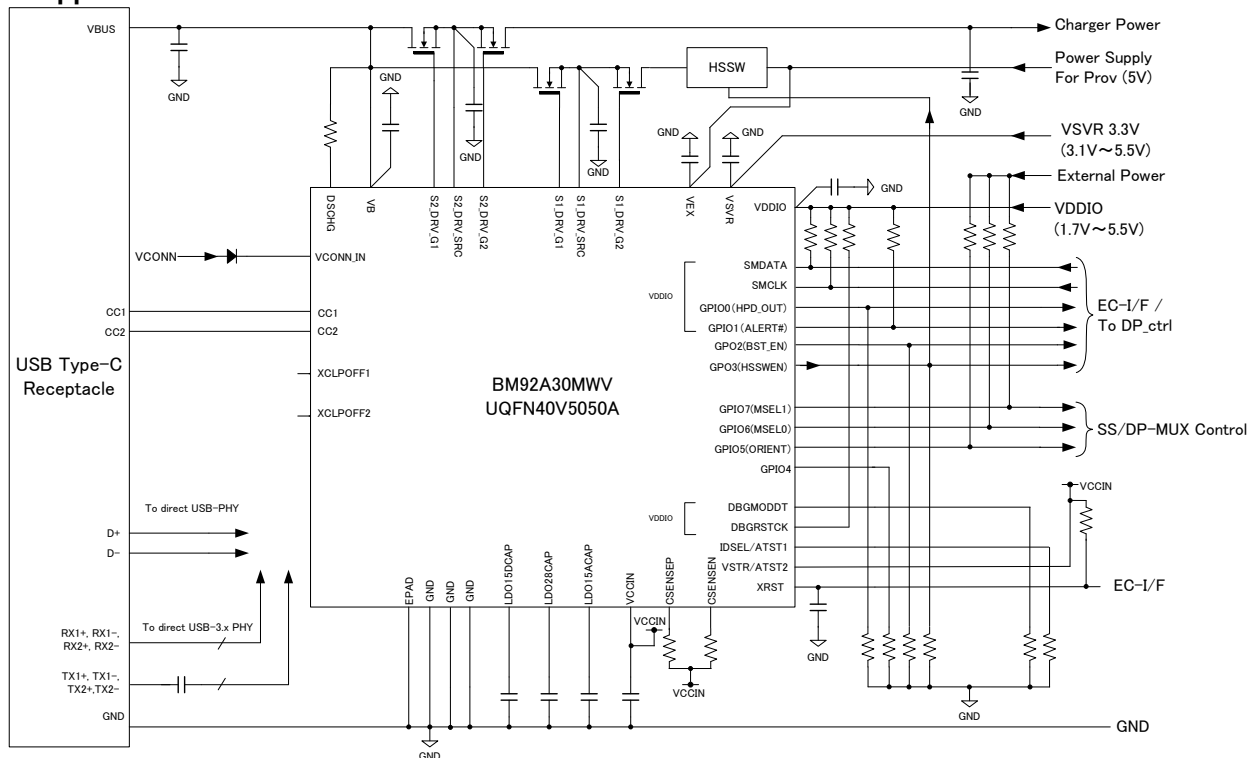 VBUS
Charger Power
Power Supply
For Prov (5V)
HSSW
GND
GND
GND
GND
GND
GND
GND
VSVR 3.3V
(3.1V～5.5V)
External Power
GND
VDDIO
(1.7V～5.5V)
DSCHG
VB
S2_DRV_G1
S2_DRV_SRC
S2_DRV_G2
S1_DRV_G1
S1_DRV_SRC
S1_DRV_G2
VEX
VSVR
VDDIO
VCONN
VCONN_IN
SMDATA
VDDIO
SMCLK
CC1
CC1
GPIO0(HPD_OUT)
EC-I/F /
To DP_ctrl
CC2
CC2
GPIO1(ALERT#)
GPO2(BST_EN)
GPO3(HSSWEN)
USB Type-C
Receptacle
XCLPOFF1
XCLPOFF2
BM92A30MWV
UQFN40V5050A
GPIO7(MSEL1)
GPIO6(MSEL0)
SS/DP-MUX Control
GPIO5(ORIENT)
GPIO4
VCCIN
To direct USB-PHY
DBGMODDT
VDDIO
D+
DBGRSTCK
D-
IDSEL/ATST1
VSTR/ATST2
XRST
EC-I/F
EPAD
GND
GND
GND
LDO15DCAP
LDO28CAP
LDO15ACAP
VCCIN
CSENSEP
CSENSEN
RX1+, RX1-,
RX2+, RX2-
To direct USB-3.x PHY
VCCIN
GND
TX1+, TX1-,
TX2+,TX2-
VCCIN
GND
GND
GND
GND